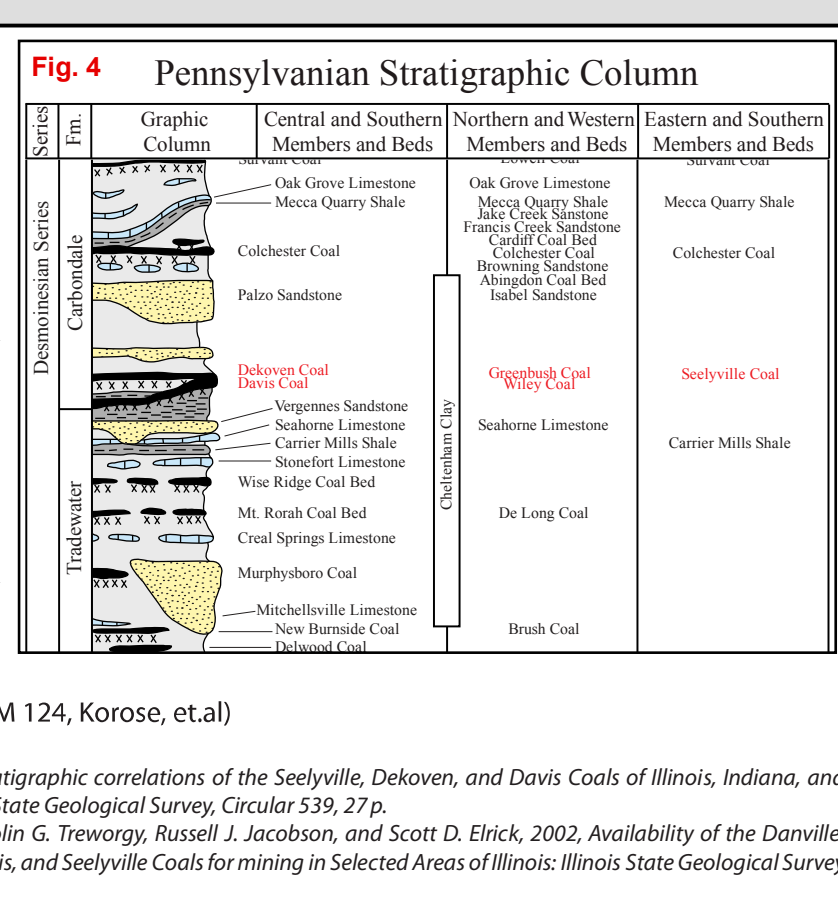 Fig. 4
Pennsylvanian Stratigraphic Column
Series
Fm.
Graphic
Column
Central and Southern
Members and Beds
Northern and Western
Members and Beds
Eastern and Southern
Members and Beds
Desmoinesian Series
Carbondale
Tradewater
Survant Coal
Oak Grove Limestone
Mecca Quarry Shale
Colchester Coal
Palzo Sandstone
Dekoven Coal
Davis Coal
Vergennes Sandstone
Seahorne Limestone
Carrier Mills Shale
Stonefort Limestone
Wise Ridge Coal Bed
Mt. Rorah Coal Bed
Creal Springs Limestone
Murphysboro Coal
Mitchellsville Limestone
New Burnside Coal
Delwood Coal
Cheltenham Clay
Lowell Coal
Oak Grove Limestone
Mecca Quarry Shale
Jake Creek Sanstone
Francis Creek Sandstone
Cardiff Coal Bed
Colchester Coal
Browning Sandstone
Abingdon Coal Bed
Isabel Sandstone
Greenbush Coal
Wiley Coal
Seahorne Limestone
De Long Coal
Brush Coal
Survant Coal
Mecca Quarry Shale
Colchester Coal
Seelyville Coal
Carrier Mills Shale
M 124, Korose, et.al)
atigraphic correlations of the Seelyville, Dekoven, and Davis Coals of Illinois, Indiana, and
State Geological Survey, Circular 539, 27 p.
olin G. Treworgy, Russell J. Jacobson, and Scott D. Elrick, 2002, Availability of the Danville
is, and Seelyville Coals for mining in Selected Areas of Illinois: Illinois State Geological Survey